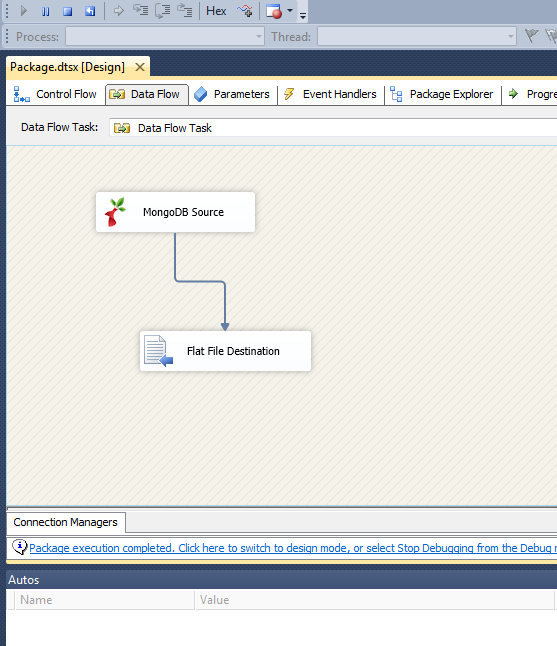 Hex
Process: Thread:
Package.dtsx [Design]
Control Flow Data Flow Parameters Event Handlers Package Explorer Progre
Data Flow Task: Data Flow Task
MongoDB Source
Flat File Destination
Connection Managers
Package execution completed. Click here to switch to design mode, or select Stop Debugging from the Debug
Autos
Name Value